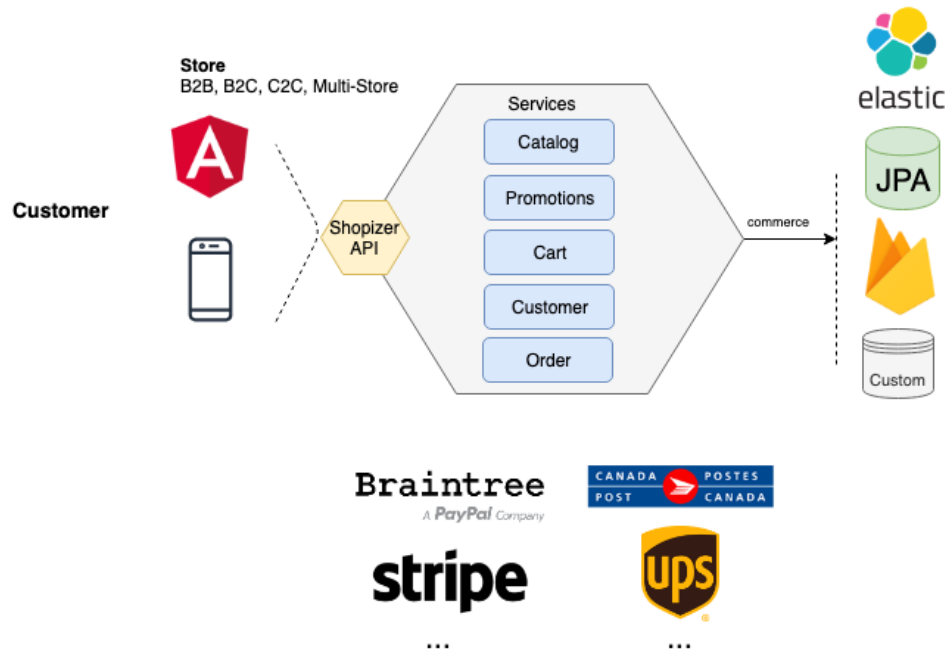 Store
B2B, B2C, C2C, Multi-Store
Customer
Shopizer
API
Services
Catalog
Promotions
Cart
Customer
Order
commerce
elastic
JPA
Custom
Braintree
A PayPal Company
stripe
...
CANADA POSTES
POST CANADA
ups
...